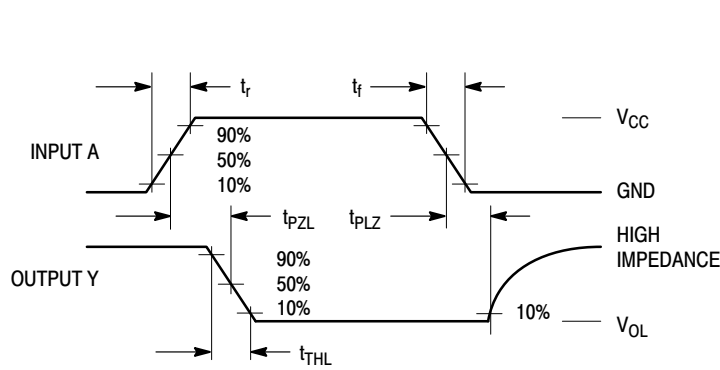 tr
tf
VCC
90%
INPUT A
50%
10%
GND
tPZL
tPLZ
HIGH
IMPEDANCE
90%
OUTPUT Y
50%
10%
10%
VOL
tTHL